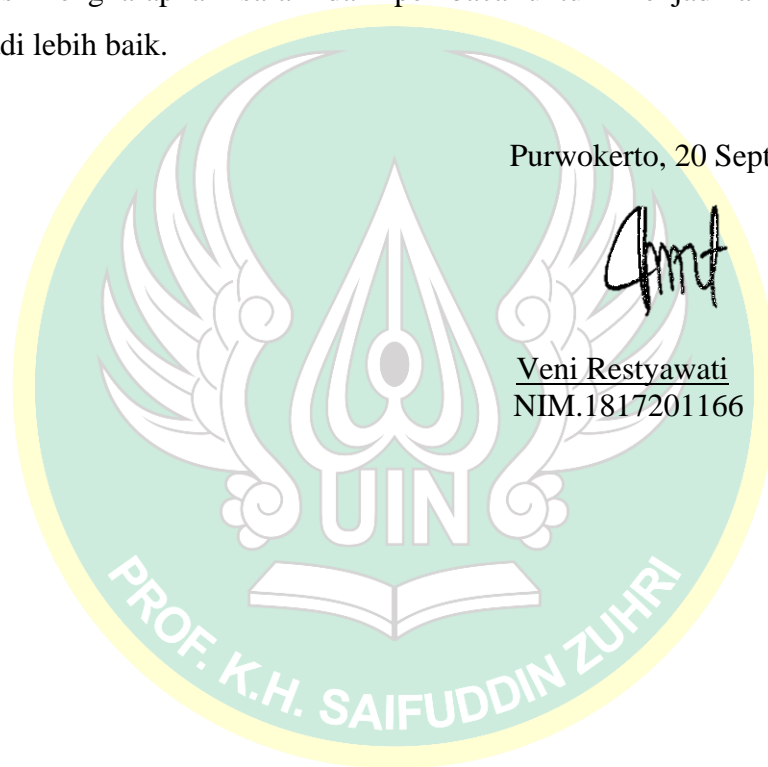 di lebih baik.
Purwokerto, 20 Sept
Veni Restyawati
NIM.1817201166
UIN
PROF. K.H. SAIFUDDIN ZUHRI